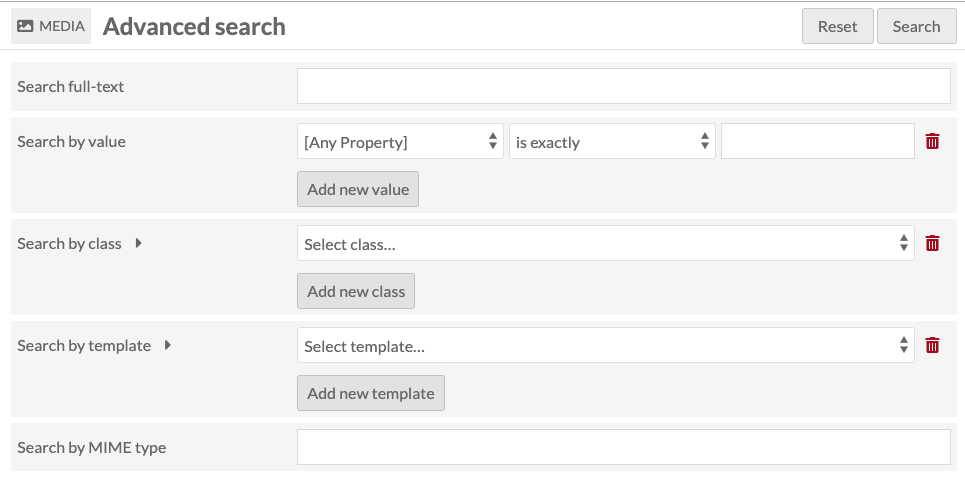 MEDIA Advanced search Reset Search
Search full-text
Search by value [Any Property] is exactly
Add new value
Search by class Select class...
Add new class
Search by template Select template...
Add new template
Search by MIME type